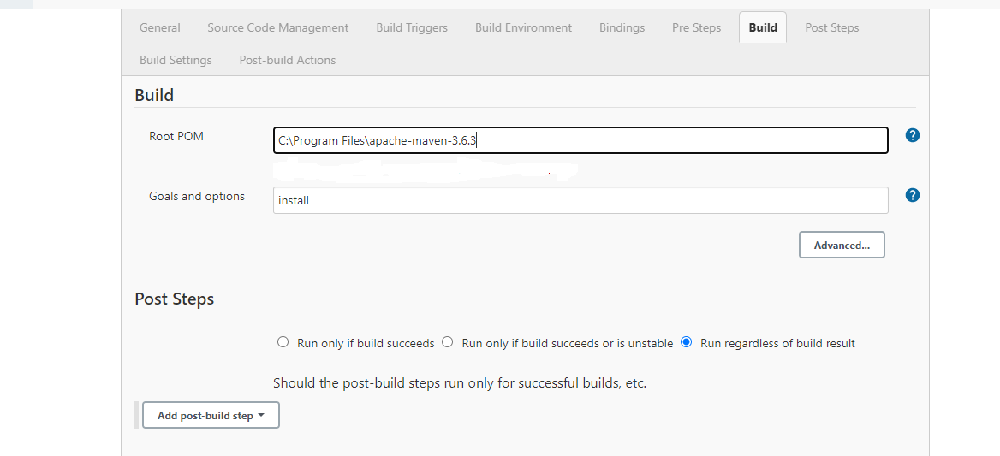 General Source Code Management Build Triggers Build Environment Bindings Pre Steps Build Post Steps
Build Settings Post-build Actions
Build
Root POM C:\Program Files\apache-maven-3.6.3 ?
Goals and options install ?
Advanced...
Post Steps
Run only if build succeeds Run only if build succeeds or is unstable Run regardless of build result
Should the post-build steps run only for successful builds, etc.
Add post-build step